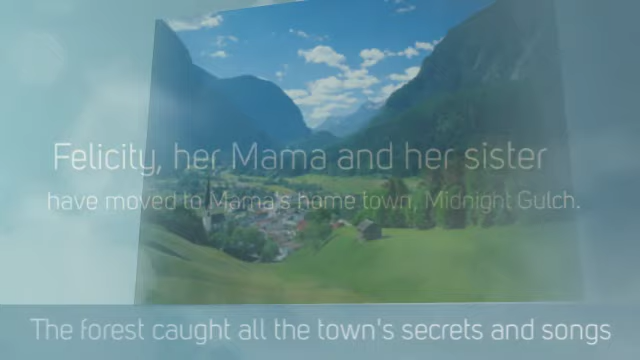 Felicity, her Mama and her sister
have moved to Mama's home town, Midnight Gulch.
The forest caught all the town's secrets and songs